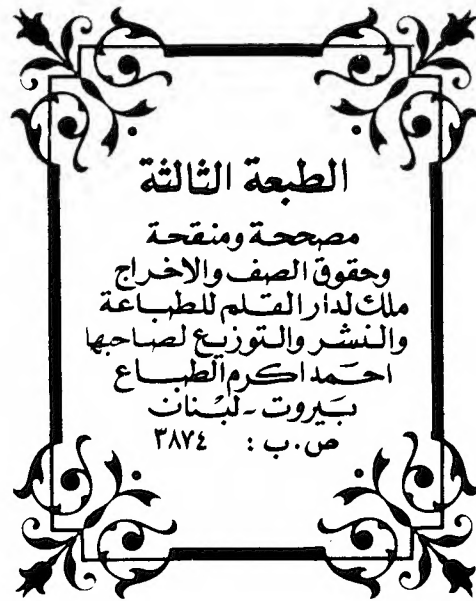 الطبعة الثالثة
مصححة ومنقحة
وحقوق الصف والاخراج
ملك لدار القلم للطباعة
والنشر والتوزيع لصاحبها
احمد اكرم الطباع
بيروت - لبنان
ص.ب : ٣٨٧٤